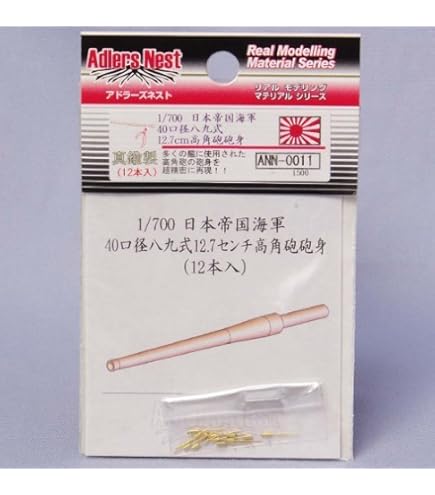 Adlers Nest
アドラーズネスト
Real Modelling
Material Series
リアル モデリング
マテリアル シリーズ
1/700 日本帝国海軍
40口径八九式
12.7cm高角砲砲身
真鍮製
(12本入)
多くの艦に使用された
高角砲の砲身を
超精密に再現！！
ANN-0011
1500
1/700 日本帝国海軍
40口径八九式12.7センチ高角砲砲身
(12本入)